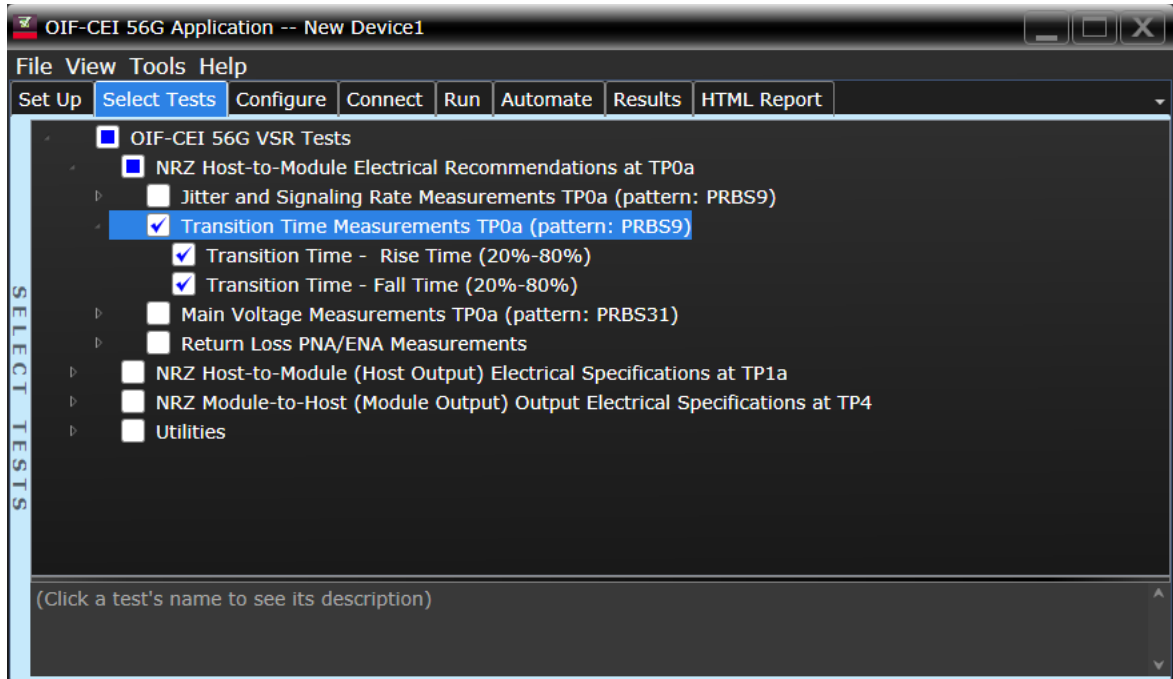 OIF-CEI 56G Application -- New Device1
File View Tools Help
Set Up Select Tests Configure Connect Run Automate Results HTML Report
OIF-CEI 56G VSR Tests
NRZ Host-to-Module Electrical Recommendations at TP0a
Jitter and Signaling Rate Measurements TP0a (pattern: PRBS9)
Transition Time Measurements TP0a (pattern: PRBS9)
Transition Time - Rise Time (20%-80%)
Transition Time - Fall Time (20%-80%)
Main Voltage Measurements TP0a (pattern: PRBS31)
Return Loss PNA/ENA Measurements
NRZ Host-to-Module (Host Output) Electrical Specifications at TP1a
NRZ Module-to-Host (Module Output) Output Electrical Specifications at TP4
Utilities
SELECT TESTS
(Click a test's name to see its description)